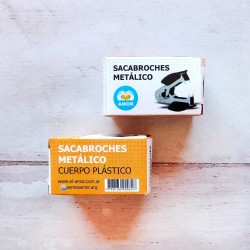 SACABROCHES
METÁLICO
AMOR
SACABROCHES
METÁLICO
CUERPO PLÁSTICO